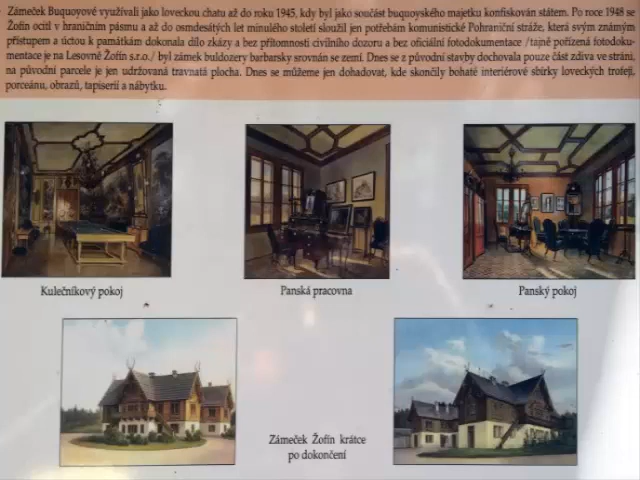 Zámeček Buquoyové využívali jako loveckou chatu až do roku 1945, kdy byl jako součást buquoyského majetku konfiskován státem. Po roce 1948 se
Žofín ocitl v hraničním pásmu a až do osmdesátých let minulého století sloužil jen potřebám komunistické Pohraniční stráže, která svým známým
přístupem a úctou k památkám dokonala dílo zkázy a bez přítomnosti civilního dozoru a bez oficiální fotodokumentace /tajně pořízená fotodoku-
mentace je na Lesovně Žofín s.r.o./ byl zámek buldozery barbarsky srovnán se zemí. Dnes se z původní stavby dochovala pouze část zdiva ve stráni,
na původní parcele je jen udržovaná travnatá plocha. Dnes se můžeme jen dohadovat, kde skončily bohaté interiérové sbírky loveckých trofejí,
porceánu, obrazů, tapiserií a nábytku.
Kulečníkový pokoj
Panská pracovna
Panský pokoj
Zámeček Žofín krátce
po dokončení